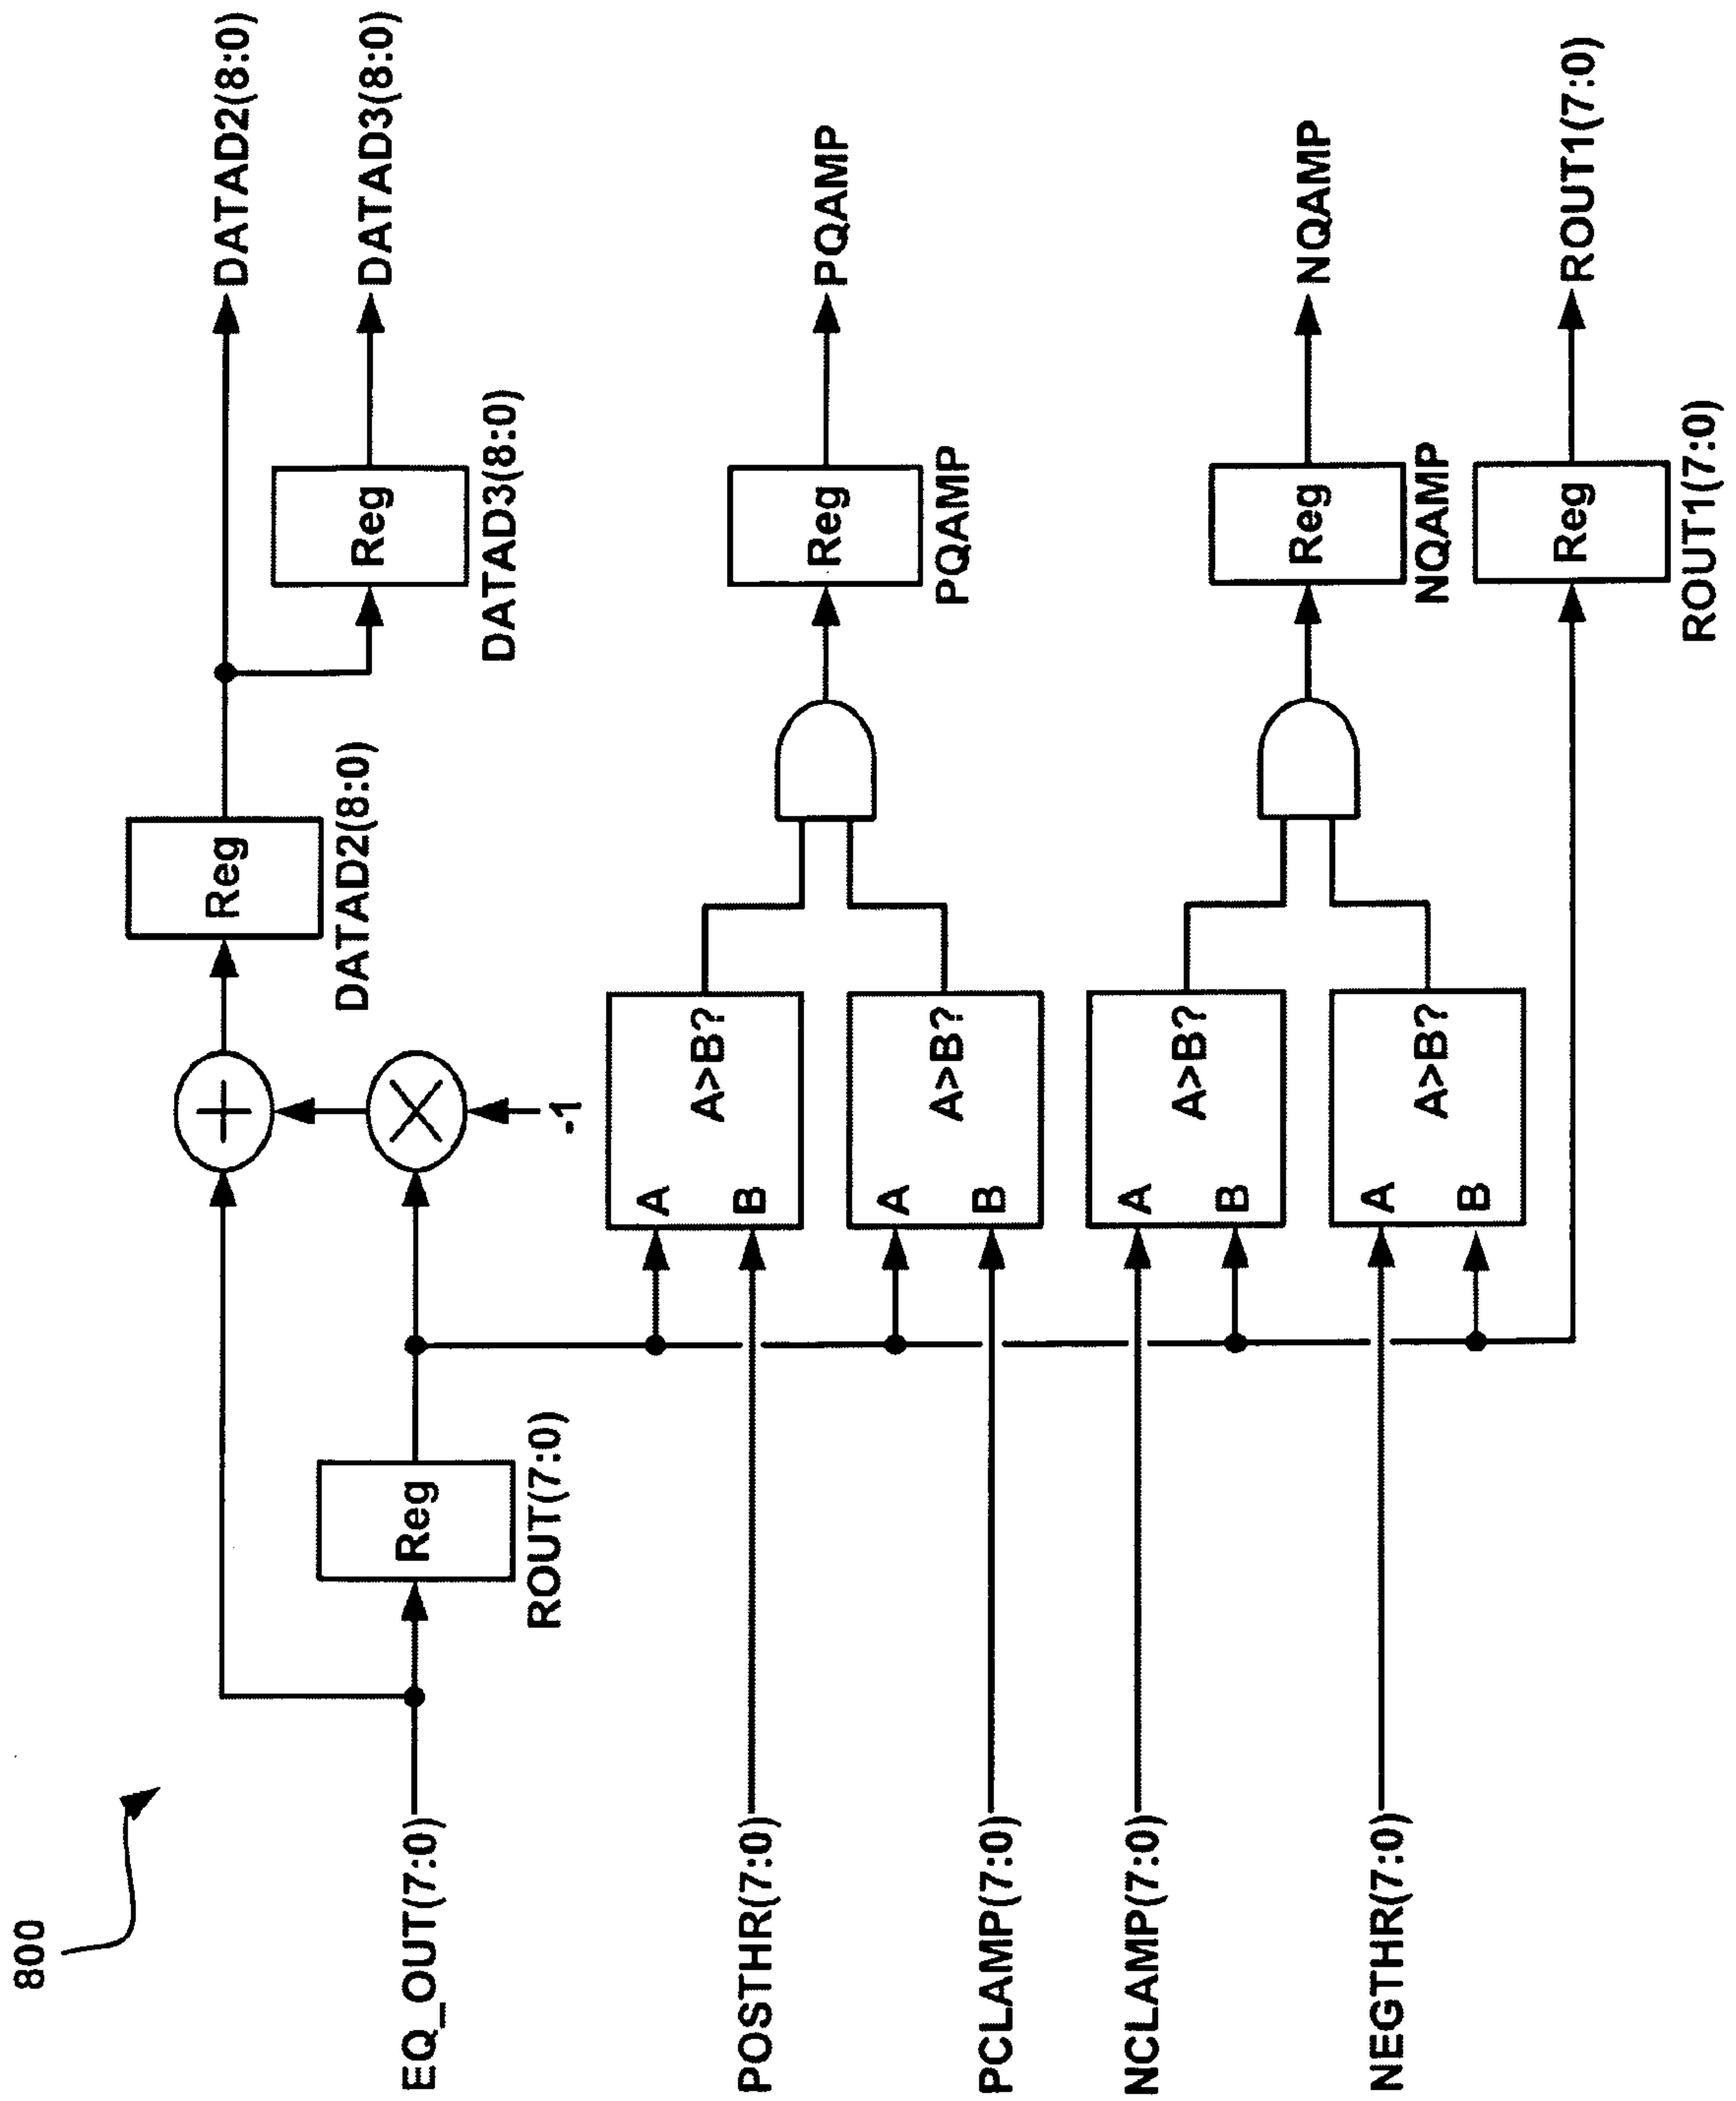 800
EQ_OUT(7:0)
Reg
ROUT(7:0)
-1
Reg
DATAD2(8:0)
DATAD2(8:0)
Reg
DATAD3(8:0)
DATAD3(8:0)
POSTHR(7:0)
A
B
A>B?
PCLAMP(7:0)
A
B
A>B?
Reg
PQAMP
PQAMP
NCLAMP(7:0)
A
B
A>B?
NEGTHR(7:0)
A
B
A>B?
Reg
NQAMP
NQAMP
Reg
ROUT1(7:0)
ROUT1(7:0)